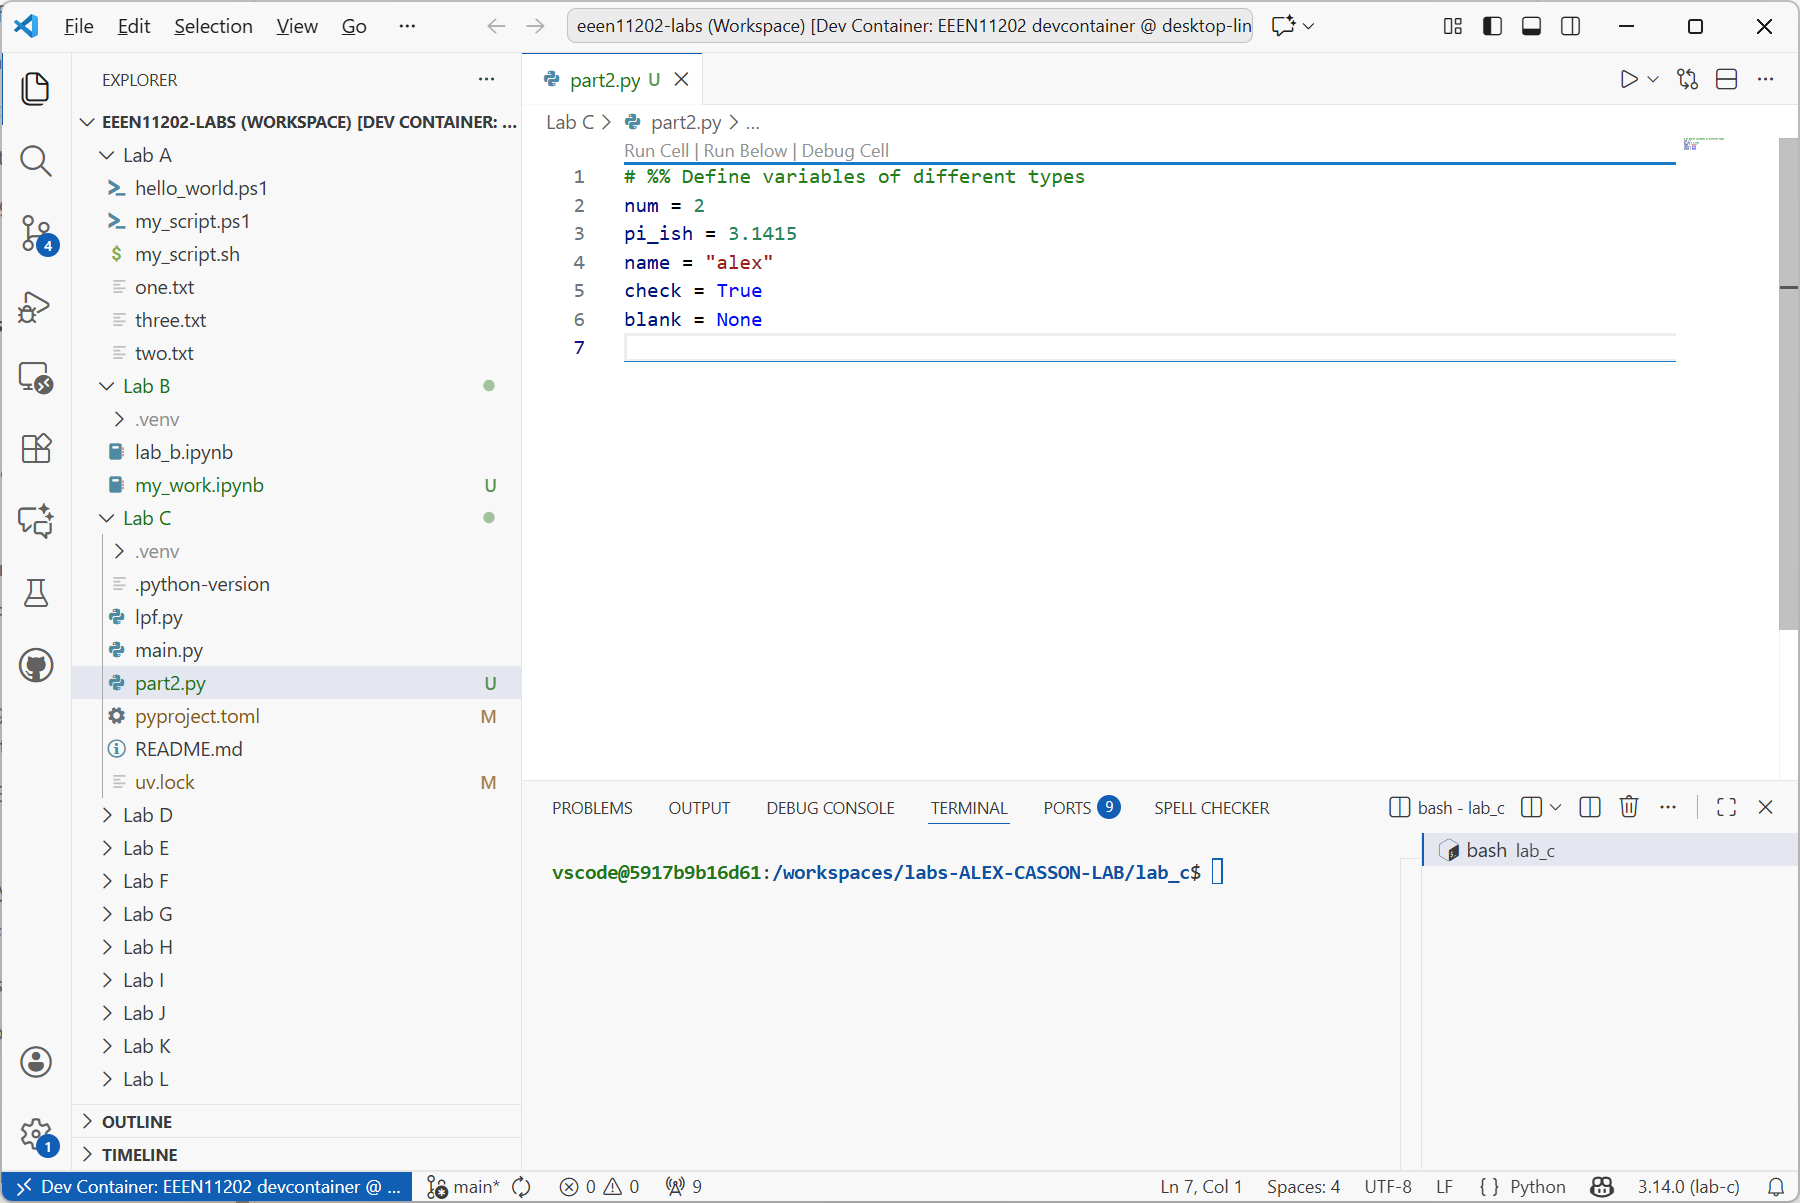 File Edit Selection View Go ...
eeen11202-labs (Workspace) [Dev Container: EEEN11202 devcontainer @ desktop-lin
EXPLORER
EEEN11202-LABS (WORKSPACE) [DEV CONTAINER: ...
Lab A
hello_world.ps1
my_script.ps1
$ my_script.sh
one.txt
three.txt
two.txt
Lab B
.venv
lab_b.ipynb
my_work.ipynb U
Lab C
.venv
.python-version
lpf.py
main.py
part2.py U
pyproject.toml M
README.md
uv.lock M
Lab D
Lab E
Lab F
Lab G
Lab H
Lab I
Lab J
Lab K
Lab L
OUTLINE
TIMELINE
4
1
part2.py U
Lab C > part2.py > ...
Run Cell | Run Below | Debug Cell
1 # %% Define variables of different types
2 num = 2
3 pi_ish = 3.1415
4 name = "alex"
5 check = True
6 blank = None
7
PROBLEMS OUTPUT DEBUG CONSOLE TERMINAL PORTS 9 SPELL CHECKER bash - lab_c
vscode@5917b9b16d61:/workspaces/labs-ALEX-CASSON-LAB/lab_c$
bash lab_c
Dev Container: EEEN11202 devcontainer @ ... main* 0 0 9 Ln 7, Col 1 Spaces: 4 UTF-8 LF { } Python 3.14.0 (lab-c)